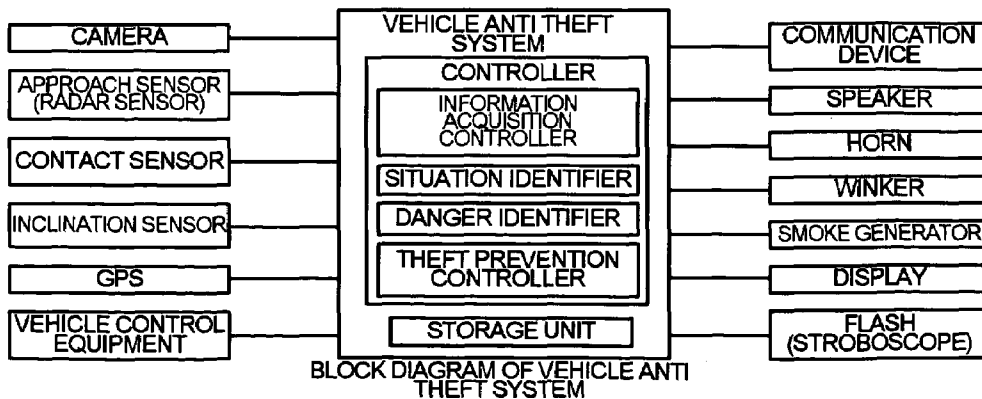 CAMERA
APPROACH SENSOR
(RADAR SENSOR)
CONTACT SENSOR
INCLINATION SENSOR
GPS
VEHICLE CONTROL
EQUIPMENT
VEHICLE ANTI THEFT
SYSTEM
CONTROLLER
INFORMATION
ACQUISITION
CONTROLLER
SITUATION IDENTIFIER
DANGER IDENTIFIER
THEFT PREVENTION
CONTROLLER
STORAGE UNIT
COMMUNICATION
DEVICE
SPEAKER
HORN
WINKER
SMOKE GENERATOR
DISPLAY
FLASH
(STROBOSCOPE)
BLOCK DIAGRAM OF VEHICLE ANTI
THEFT SYSTEM